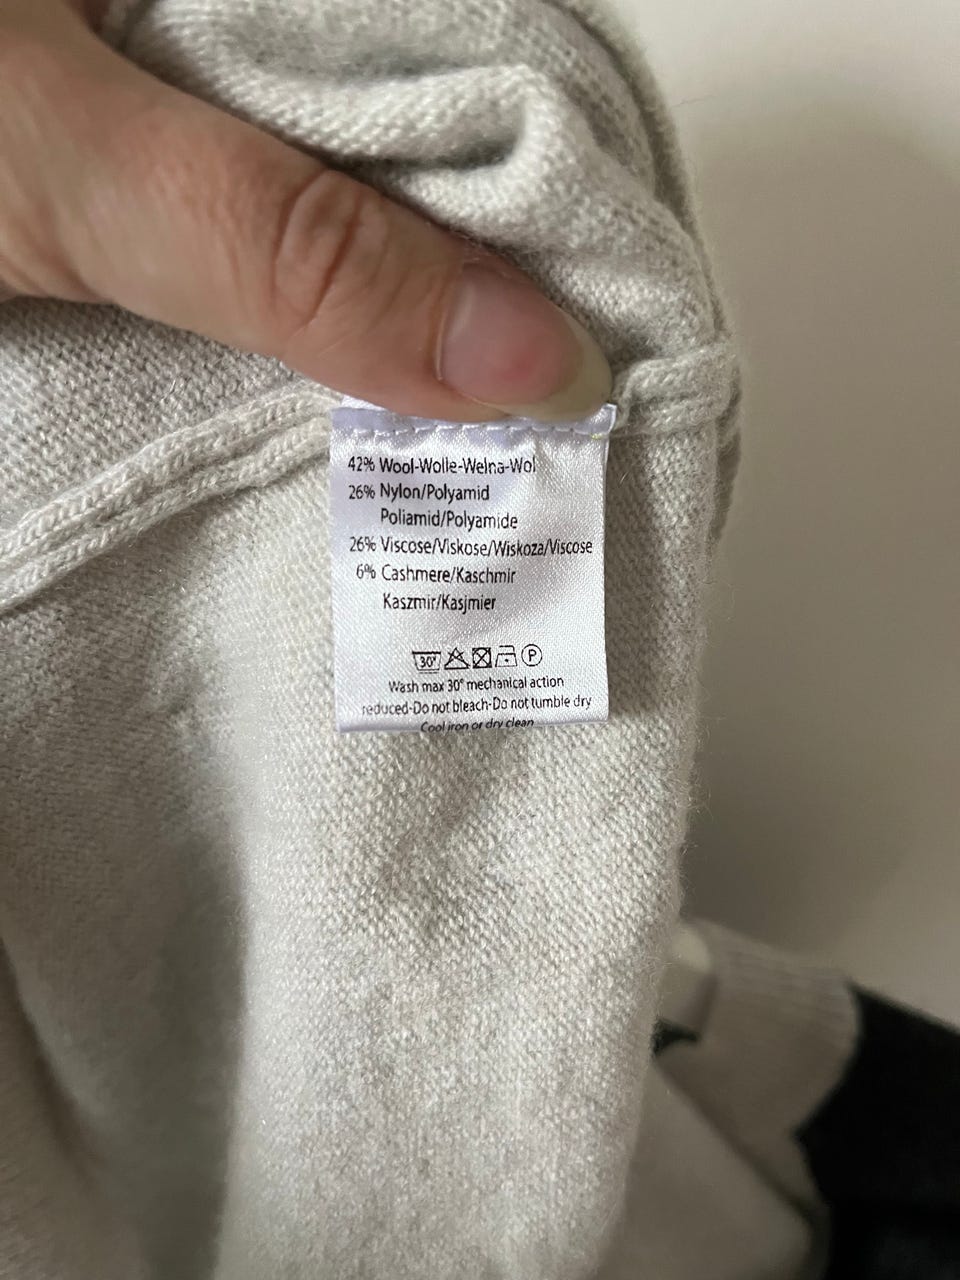 42% Wool-Wolle-Welna-Wol
26% Nylon/Polyamid
Poliamid/Polyamide
26% Viscose/Viskose/Wiskoza/Viscose
6% Cashmere/Kaschmir
Kaszmir/Kasjmier
30° P
Wash max 30° mechanical action
reduced-Do not bleach-Do not tumble dry
Cool iron or dry clean